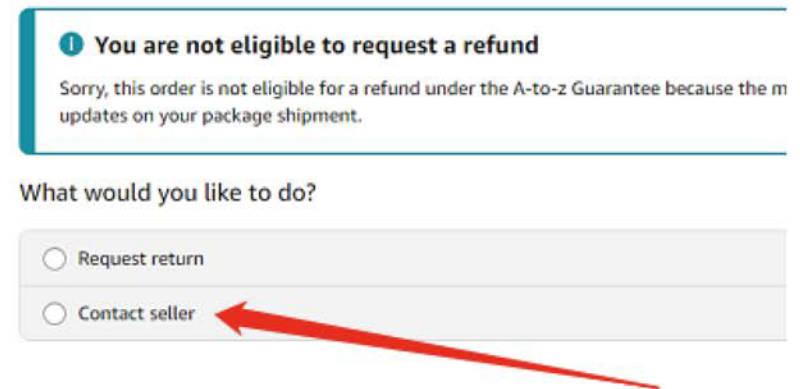 You are not eligible to request a refund
Sorry, this order is not eligible for a refund under the A-to-z Guarantee because the
updates on your package shipment.
What would you like to do?
Request return
Contact seller